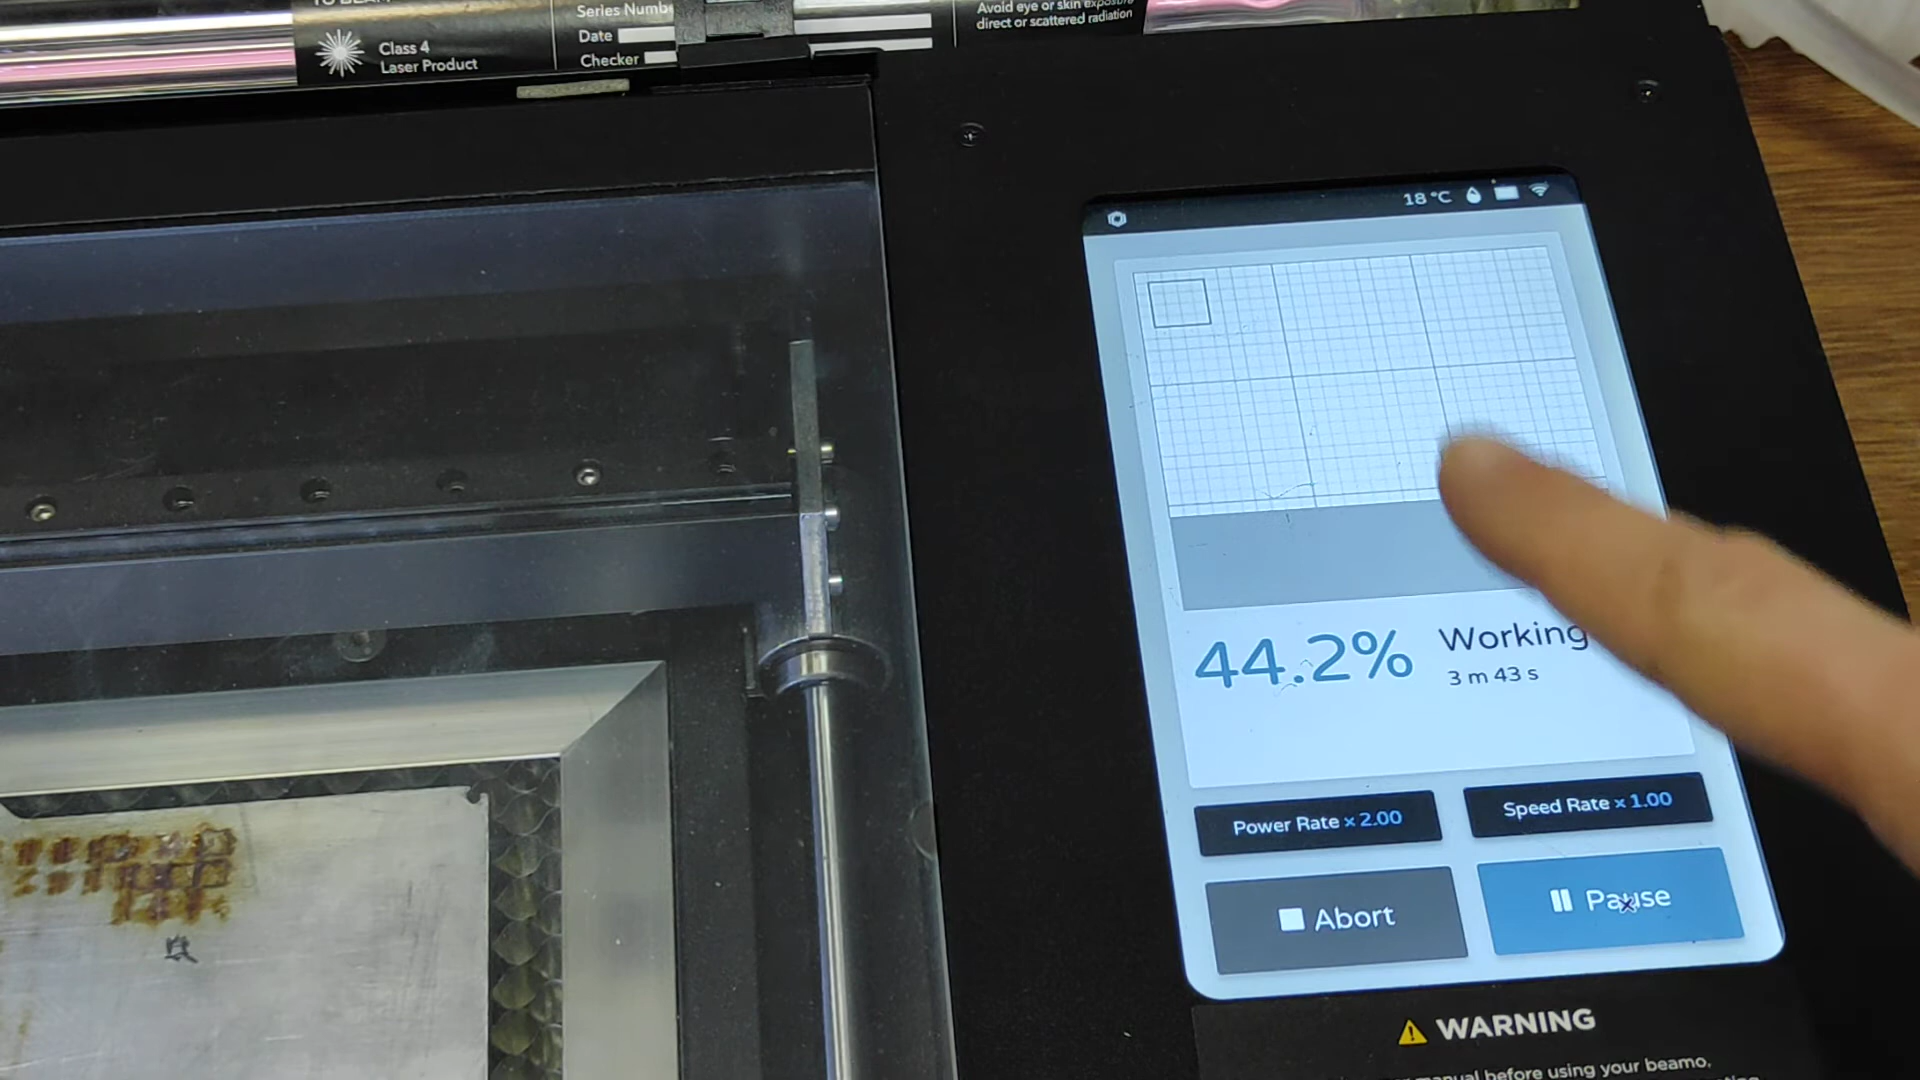 Class 4
Laser Product
Series Numb
Date
Checker
Avoid eye or skin exposure
direct or scattered radiation
18 °C
44.2%
Working
3 m 43 s
Power Rate x 2.00
Speed Rate x 1.00
Abort
Pause
WARNING
manual before using your beamo.